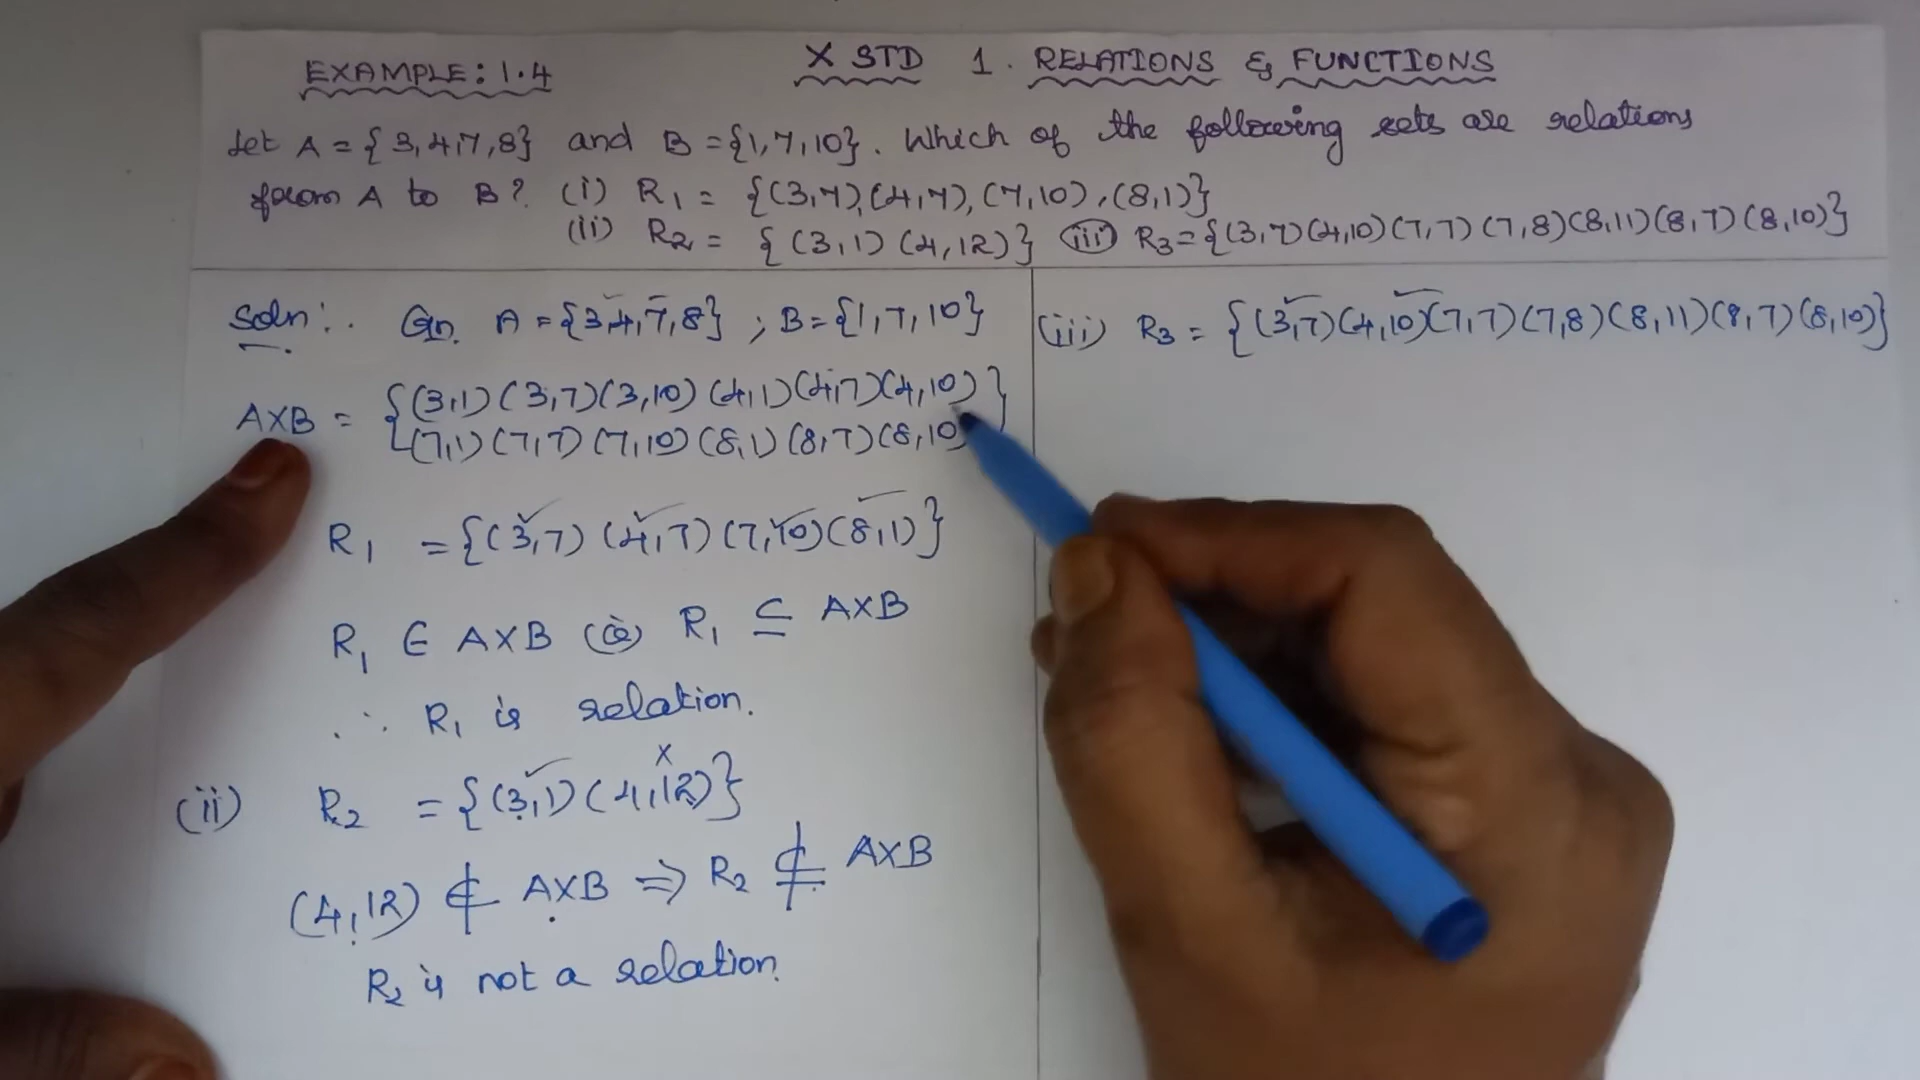 EXAMPLE: 1.4
X STD 1. RELATIONS & FUNCTIONS
Let A = {3,4,7,8} and B = {1,7,10}. Which of the following sets are relations
from A to B? (i) R₁ = {(3,7),(4,7),(7,10),(8,1)}
(ii) R₂ = {(3,1)(4,12)} (iii) R₃ = {(3,7)(4,10)(7,7)(7,8)(8,11)(8,7)(8,10)}
Soln: Gn. A = {3,4,7,8} ; B = {1,7,10}
A×B = {(3,1)(3,7)(3,10)(4,1)(4,7)(4,10)
(7,1)(7,7)(7,10)(8,1)(8,7)(8,10}
R₁ = {(3,7)(4,7)(7,10)(8,1)}
R₁ ∈ A×B R₁ ⊆ A×B
∴ R₁ is relation.
(ii) R₂ = {(3,1)(4,12)}
(4,12) ∉ A×B ⇒ R₂ ⊈ A×B
R₂ is not a relation.
(iii) R₃ = {(3,7)(4,10)(7,7)(7,8)(8,11)(8,7)(8,10)}